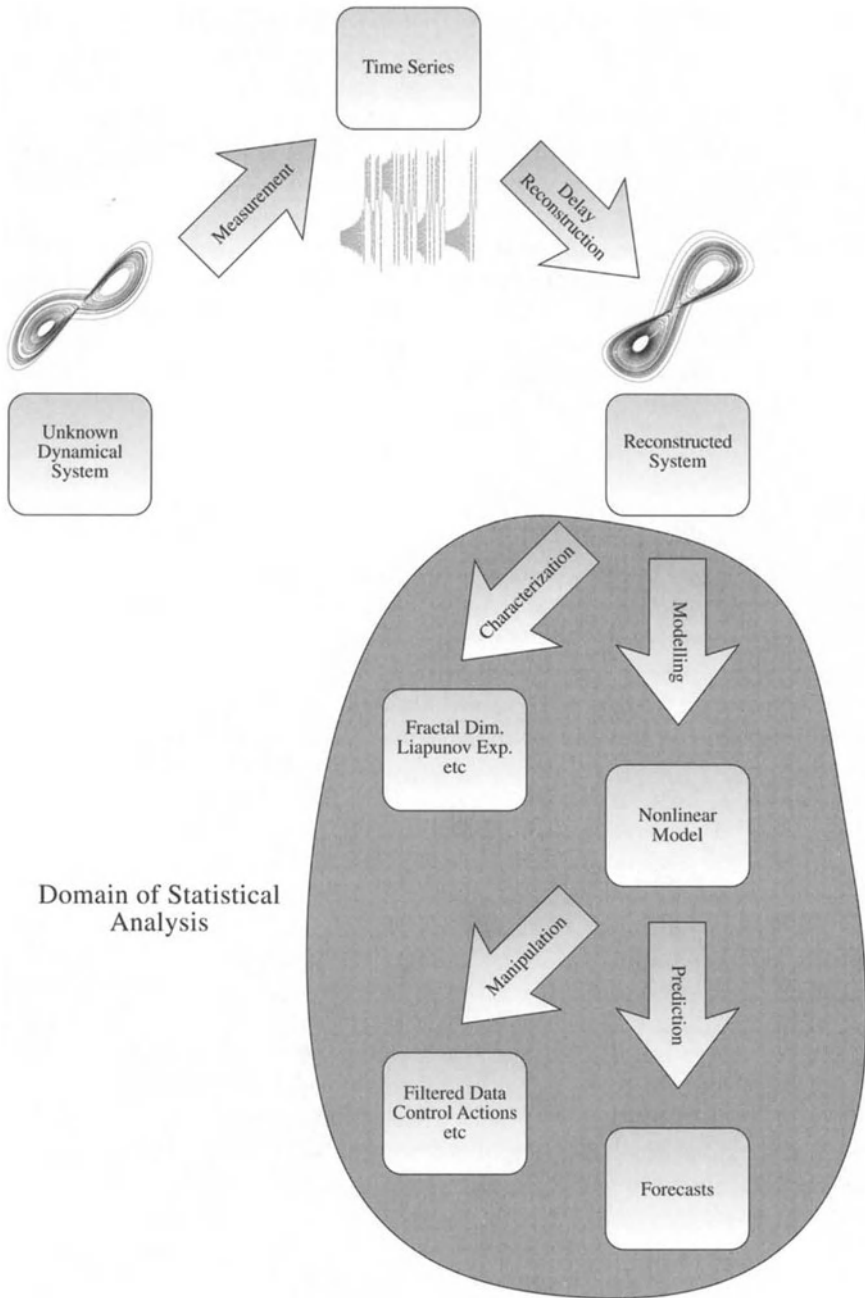 Time Series
Measurement
Delay
Reconstruction
Unknown
Dynamical
System
Reconstructed
System
Characterization
Modelling
Fractal Dim.
Liapunov Exp.
etc
Nonlinear
Model
Domain of Statistical
Analysis
Manipulation
Prediction
Filtered Data
Control Actions
etc
Forecasts